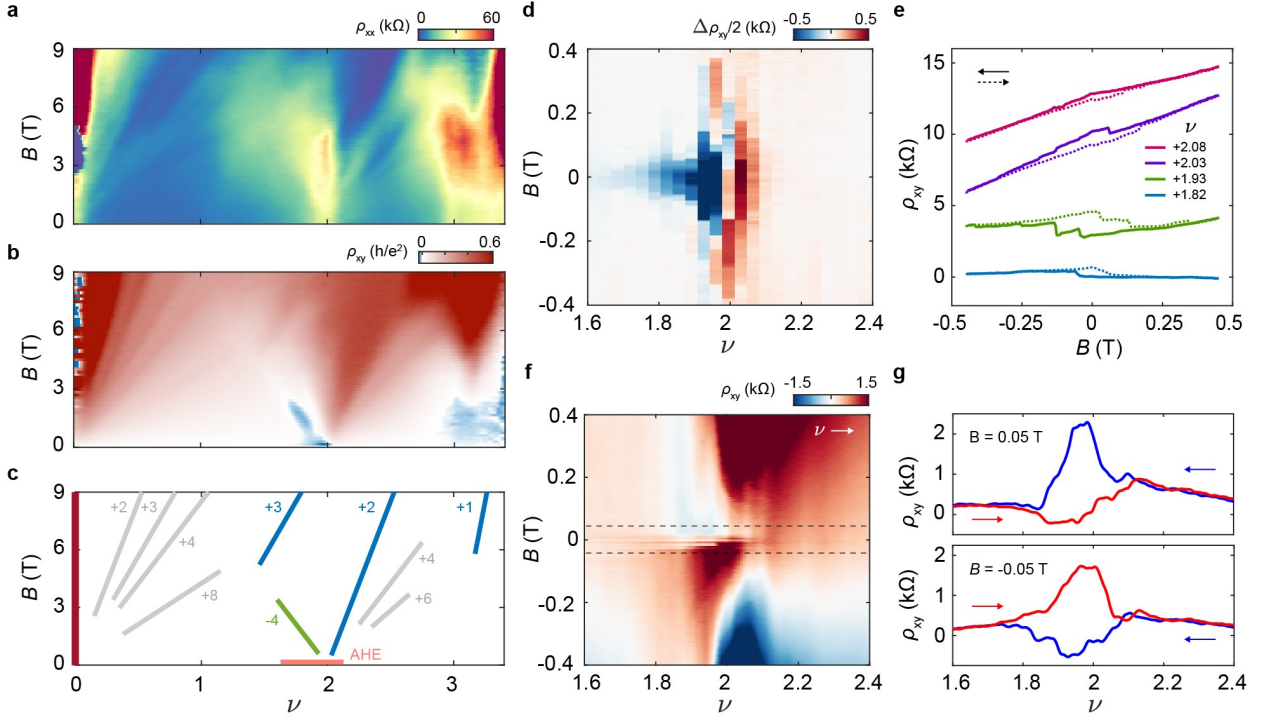 a
ρxx (kΩ)
0 60
9
6
3
0
B (T)
b
ρxy (h/e²)
0 0.6
9
6
3
0
B (T)
c
9
6
3
0
B (T)
+2 +3
+4
+8
+3
+2
+1
+4
+6
-4
AHE
0 1 2 3
ν
d
Δρxy/2 (kΩ)
-0.5 0.5
0.4
0.2
0
-0.2
-0.4
B (T)
1.6 1.8 2 2.2 2.4
ν
e
15
10
5
0
ρxy (kΩ)
ν
+2.08
+2.03
+1.93
+1.82
-0.5 -0.25 0 0.25 0.5
B (T)
f
ρxy (kΩ)
-1.5 1.5
ν →
0.4
0.2
0
-0.2
-0.4
B (T)
1.6 1.8 2 2.2 2.4
ν
g
B = 0.05 T
2
1
0
ρxy (kΩ)
B = -0.05 T
2
1
0
ρxy (kΩ)
1.6 1.8 2 2.2 2.4
ν